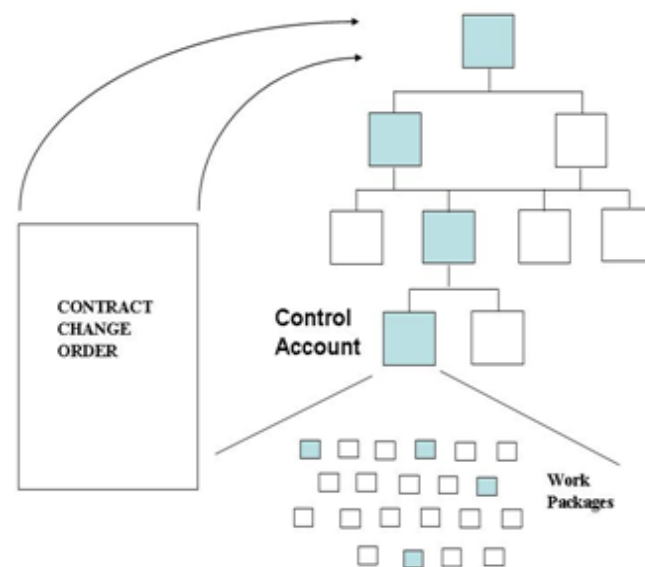 CONTRACT
CHANGE
ORDER
Control
Account
Work
Packages